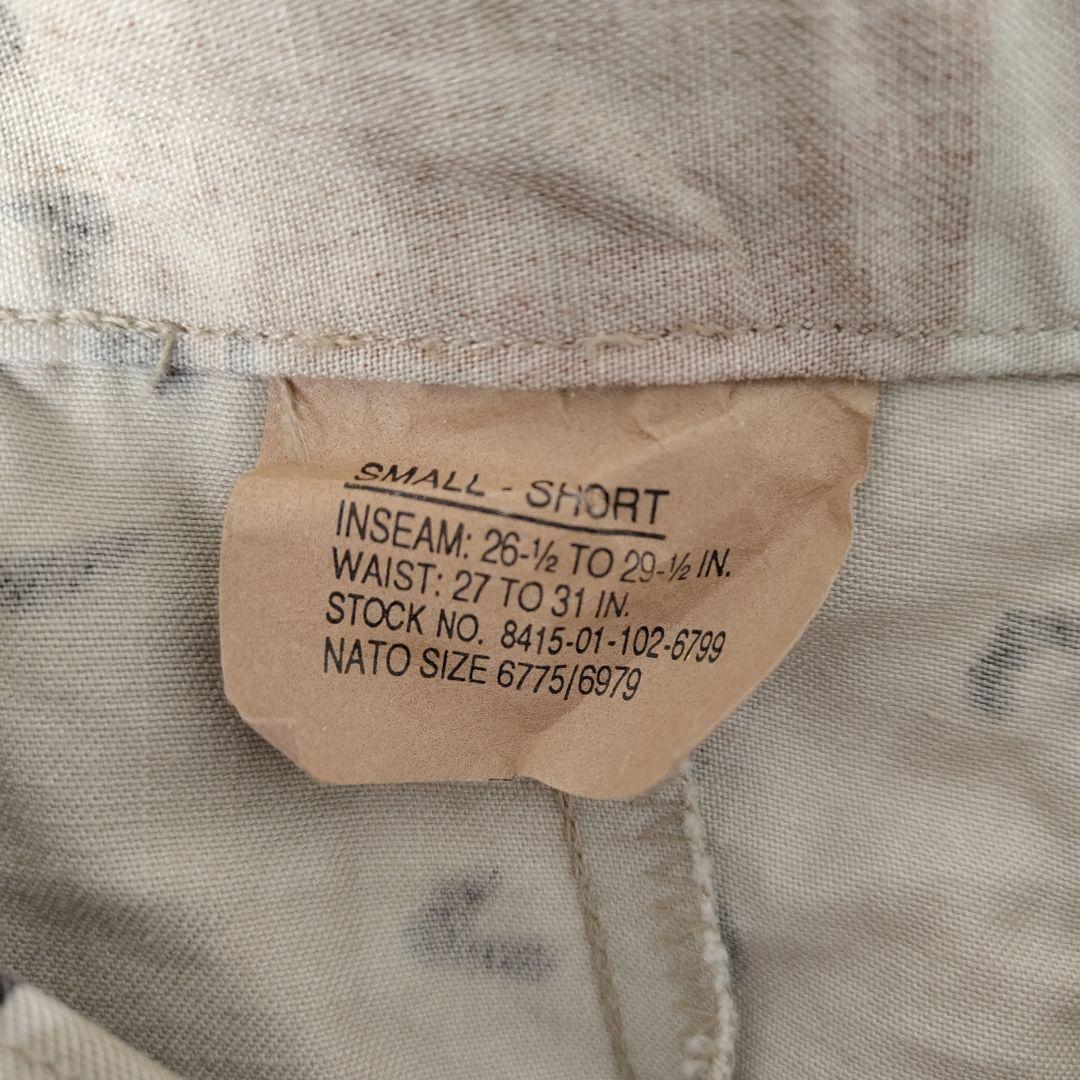 SMALL - SHORT
INSEAM: 26-½ TO 29-½ IN.
WAIST: 27 TO 31 IN.
STOCK NO. 8415-01-102-6799
NATO SIZE 6775/6979